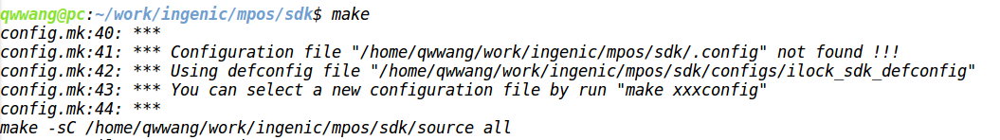 qwwang@pc:~/work/ingenic/mpos/sdk$ make
config.mk:40: ***
config.mk:41: *** Configuration file "/home/qwwang/work/ingenic/mpos/sdk/.config" not found !!!
config.mk:42: *** Using defconfig file "/home/qwwang/work/ingenic/mpos/sdk/configs/ilock_sdk_defconfig"
config.mk:43: *** You can select a new configuration file by run "make xxxconfig"
config.mk:44: ***
make -sC /home/qwwang/work/ingenic/mpos/sdk/source all